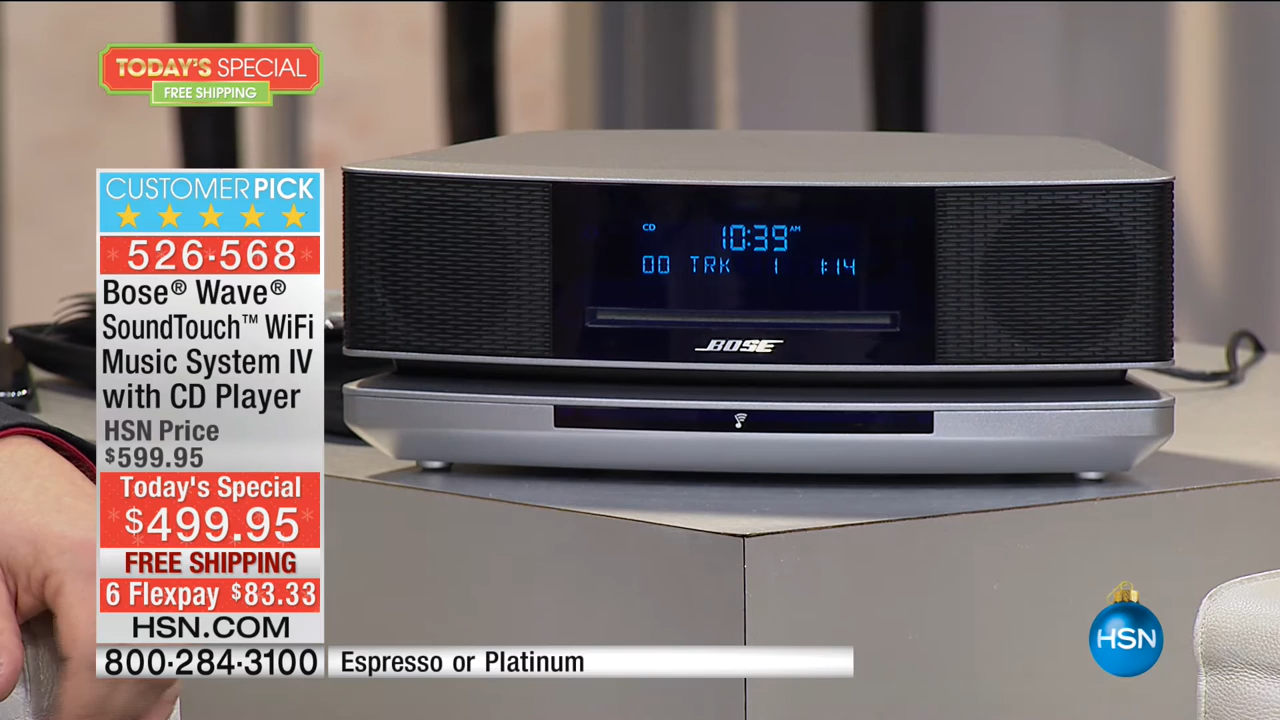 TODAY'S SPECIAL
FREE SHIPPING
CUSTOMER PICK
526-568
Bose® Wave®
SoundTouch™ WiFi
Music System IV
with CD Player
HSN Price
$599.95
Today's Special
$499.95
FREE SHIPPING
6 Flexpay $83.33
HSN.COM
800-284-3100
Espresso or Platinum
CD
10:39 AM
00 TRK 1 1:14
BOSE
HSN